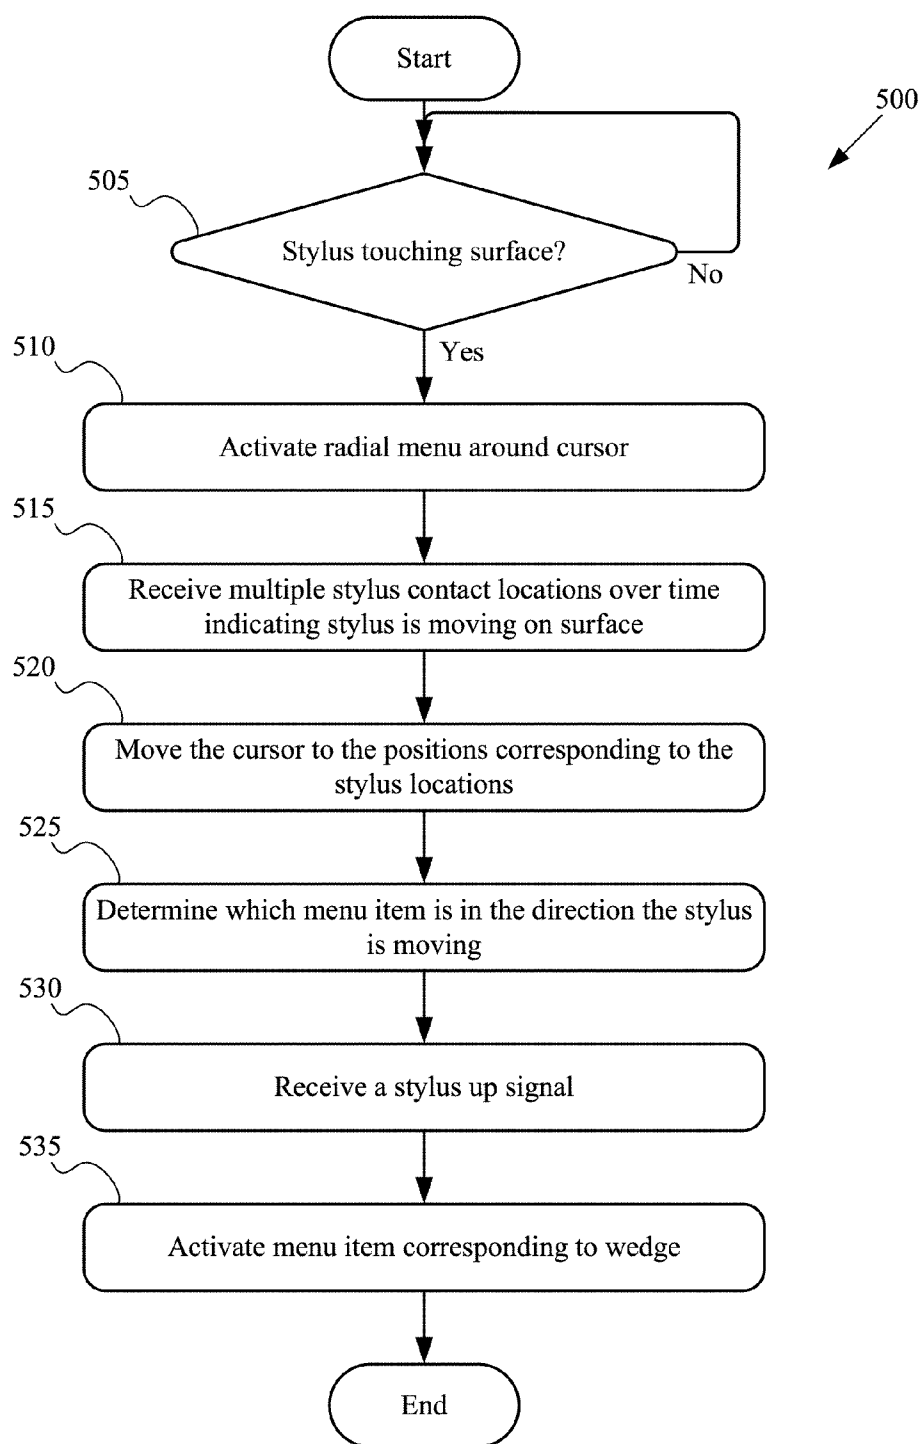 Start
500
505
Stylus touching surface?
No
Yes
510
Activate radial menu around cursor
515
Receive multiple stylus contact locations over time
indicating stylus is moving on surface
520
Move the cursor to the positions corresponding to the
stylus locations
525
Determine which menu item is in the direction the stylus
is moving
530
Receive a stylus up signal
535
Activate menu item corresponding to wedge
End